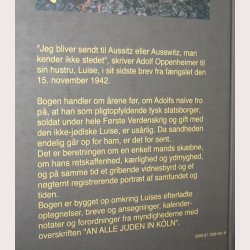 "Jeg bliver sendt til Aussitz eller Ausswitz, man
kender ikke stedet", skriver Adolf Oppenheimer til
sin hustru, Luise, i sit sidste brev fra fængslet den
15. november 1942.
Bogen handler om årene før, om Adolfs naive tro
på, at han som pligtopfyldende tysk statsborger,
soldat under hele Første Verdenskrig og gift med
den ikke-jødiske Luise, er usårlig. Da sandheden
endelig går op for ham, er det for sent.
Det er beretningen om en enkelt mands skæbne,
om hans retskaffenhed, kærlighed og ydmyghed,
og på samme tid et gribende vidnesbyrd og et
nøgternt registrerende portræt af samfundet og
tiden.
Bogen er bygget op omkring Luises efterladte
optegnelser, breve og ansøgninger, kalender-
notater og forordninger fra myndighederne med
overskriften "AN ALLE JUDEN IN KÖLN".
ISBN